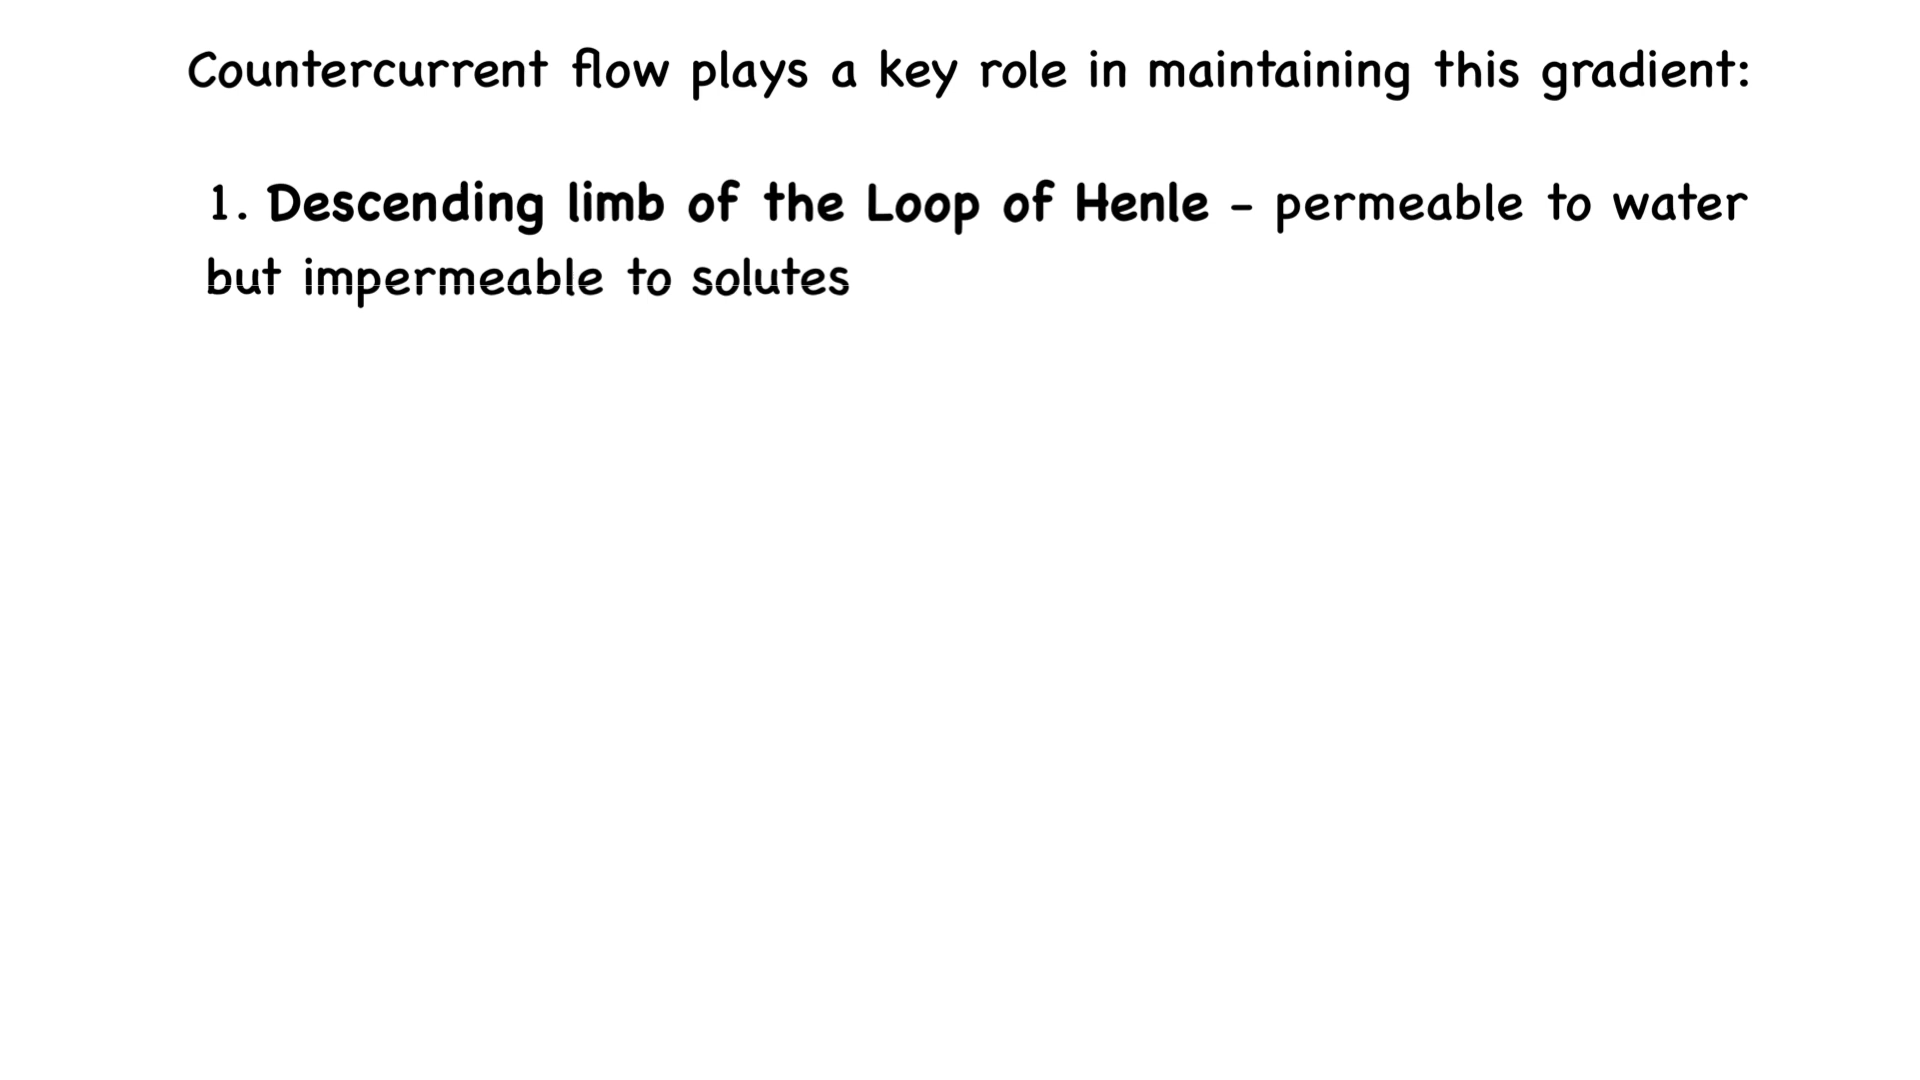 Countercurrent flow plays a key role in maintaining this gradient:
1. Descending limb of the Loop of Henle - permeable to water
but impermeable to solutes